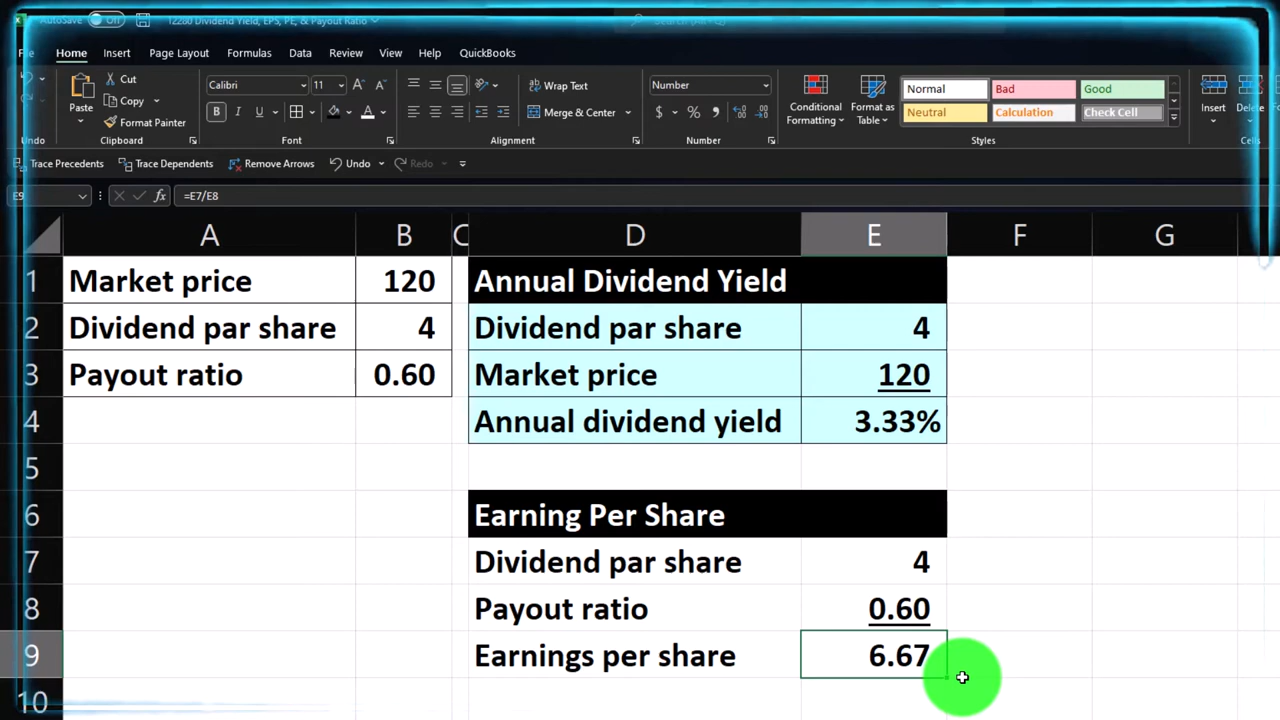 AutoSave Off 12280 Dividend Yield, EPS, PE, & Payout Ratio
File Home Insert Page Layout Formulas Data Review View Help QuickBooks
Cut
Copy
Format Painter
Paste
Calibri 11
B I U
Wrap Text
Merge & Center
Number
$ %
Conditional Formatting
Format as Table
Normal Bad Good
Neutral Calculation Check Cell
Insert Delete
Undo Clipboard Font Alignment Number Styles Cells
Trace Precedents Trace Dependents Remove Arrows Undo Redo
E9 fx =E7/E8
A B C D E F G
1 Market price 120 Annual Dividend Yield
2 Dividend par share 4 Dividend par share 4
3 Payout ratio 0.60 Market price 120
4 Annual dividend yield 3.33%
5
6 Earning Per Share
7 Dividend par share 4
8 Payout ratio 0.60
9 Earnings per share 6.67
10